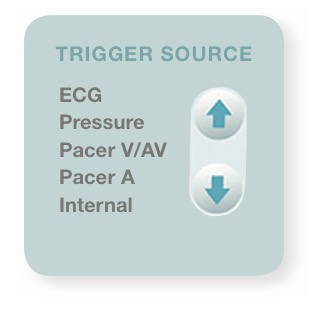 TRIGGER SOURCE
ECG
Pressure
Pacer V/AV
Pacer A
Internal